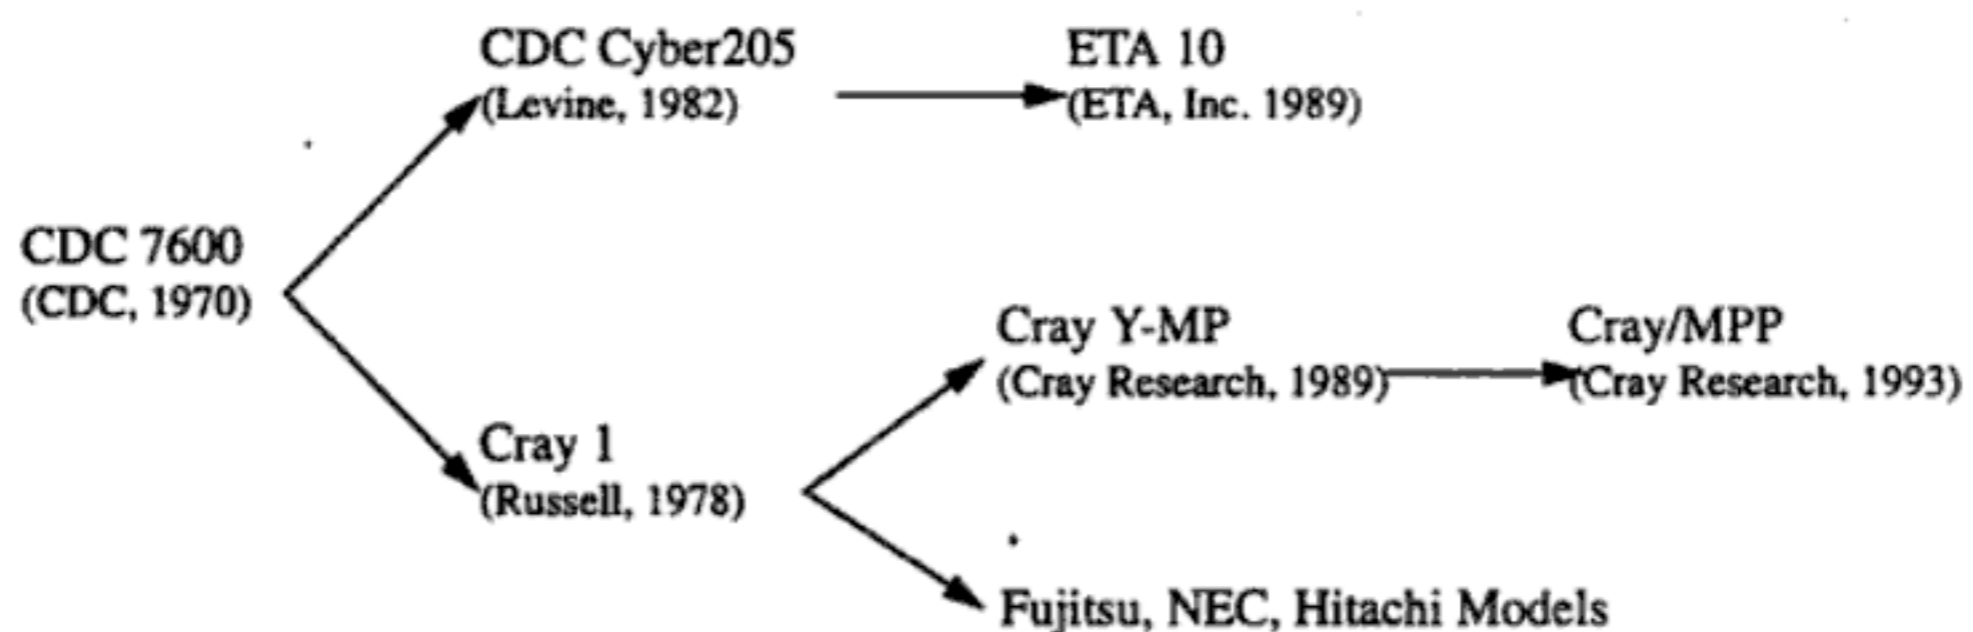 CDC Cyber205
(Levine, 1982)
ETA 10
(ETA, Inc. 1989)
CDC 7600
(CDC, 1970)
Cray Y-MP
(Cray Research, 1989)
Cray/MPP
(Cray Research, 1993)
Cray 1
(Russell, 1978)
Fujitsu, NEC, Hitachi Models